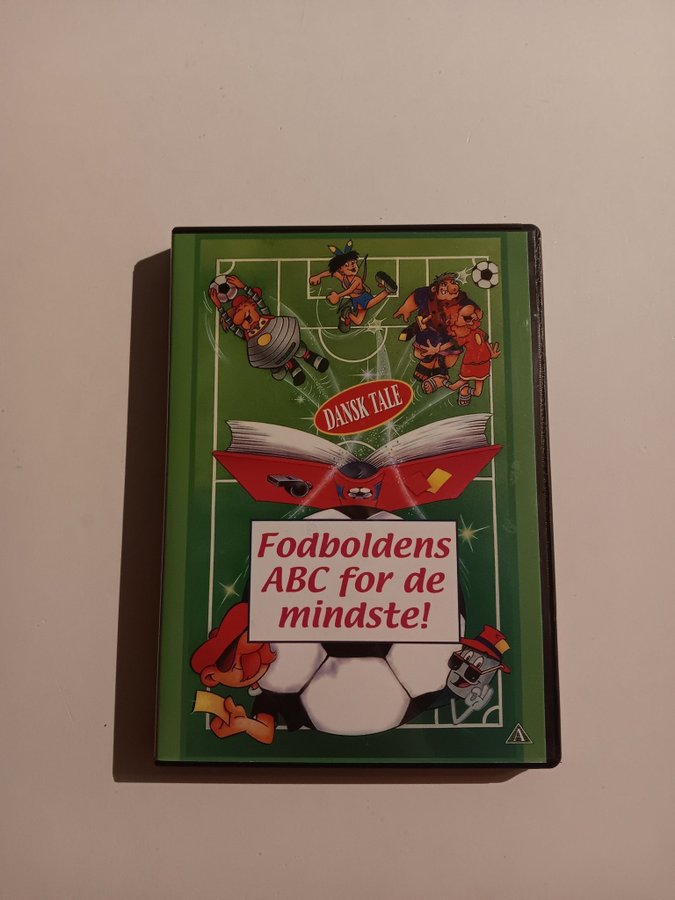 DANSK TALE
Fodboldens
ABC for de
mindste!
A